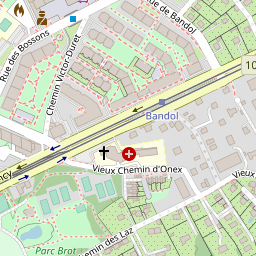 Rue des Bossons
Chemin Victor-Duret
Rue de Bandol
10
Bandol
Vieux Chemin d'Onex
Vieux
ncy
Parc Brot
Chemin des Laz